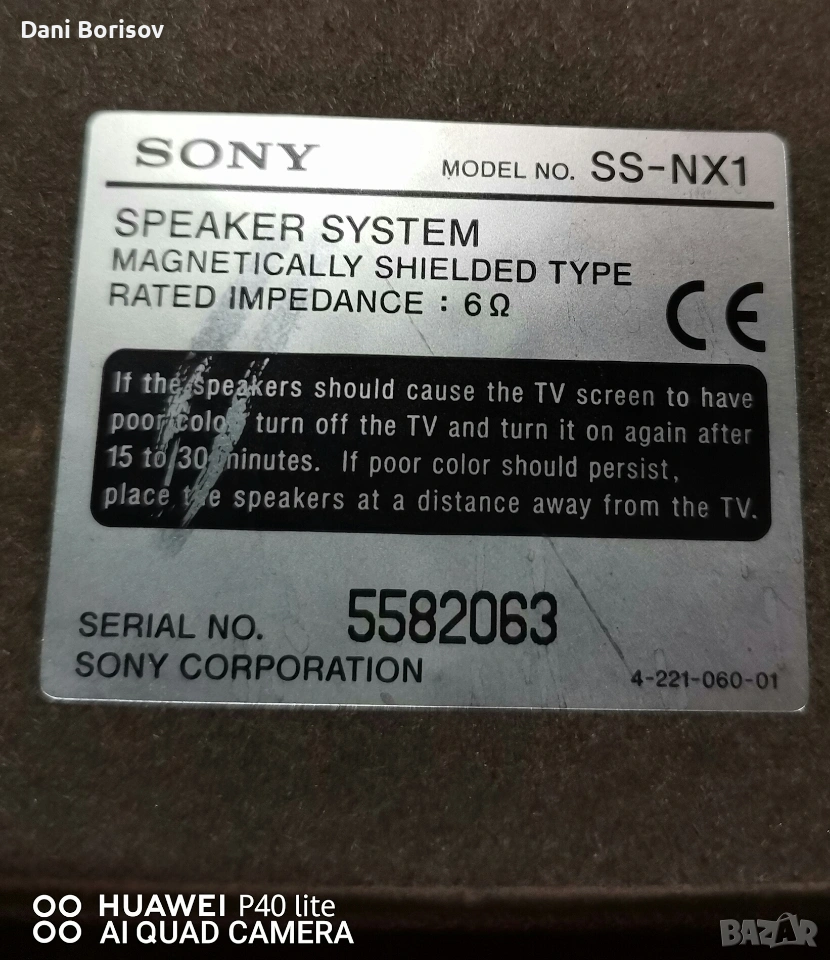 Dani Borisov
SONY MODEL NO. SS-NX1
SPEAKER SYSTEM
MAGNETICALLY SHIELDED TYPE
RATED IMPEDANCE : 6Ω
CE
If the speakers should cause the TV screen to have
poor color, turn off the TV and turn it on again after
15 to 30 minutes. If poor color should persist,
place the speakers at a distance away from the TV.
SERIAL NO. 5582063
SONY CORPORATION 4-221-060-01
HUAWEI P40 lite
AI QUAD CAMERA
BAZAR